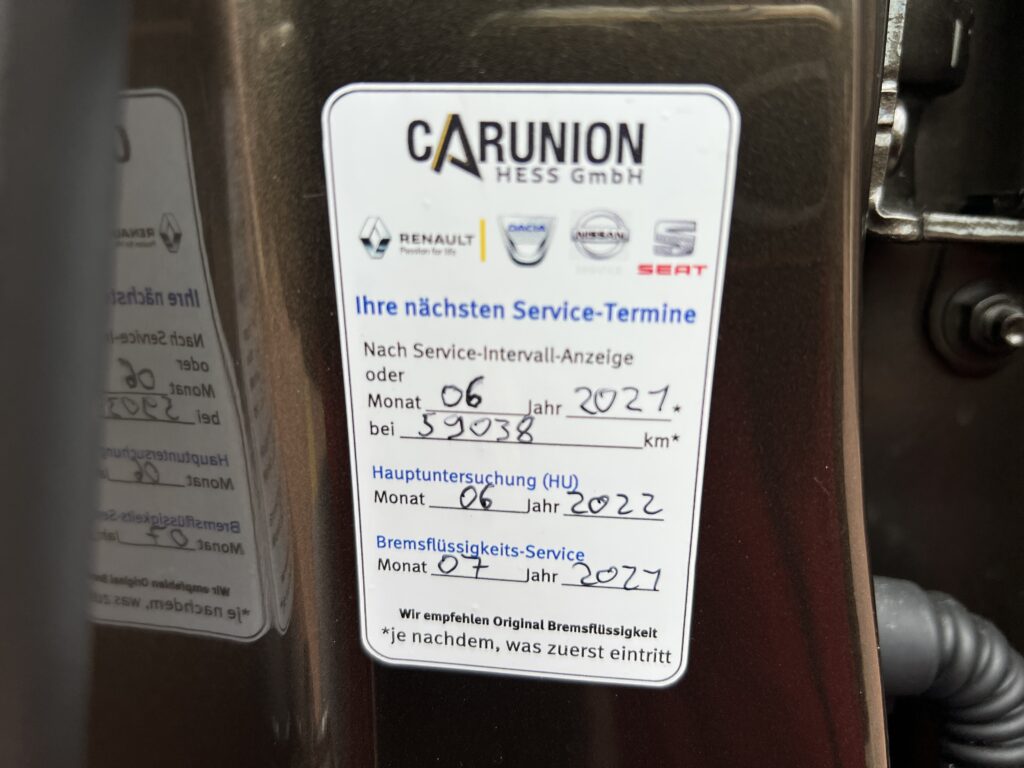 CARUNION
HESS GmbH
RENAULT DACIA NISSAN SEAT
Passion for life
SERVICE
Ihre nächsten Service-Termine
Nach Service-Intervall-Anzeige
oder
Monat 06 Jahr 2021*
bei 59038 km*
Hauptuntersuchung (HU)
Monat 06 Jahr 2022
Bremsflüssigkeits-Service
Monat 07 Jahr 2021
Wir empfehlen Original Bremsflüssigkeit
*je nachdem, was zuerst eintritt